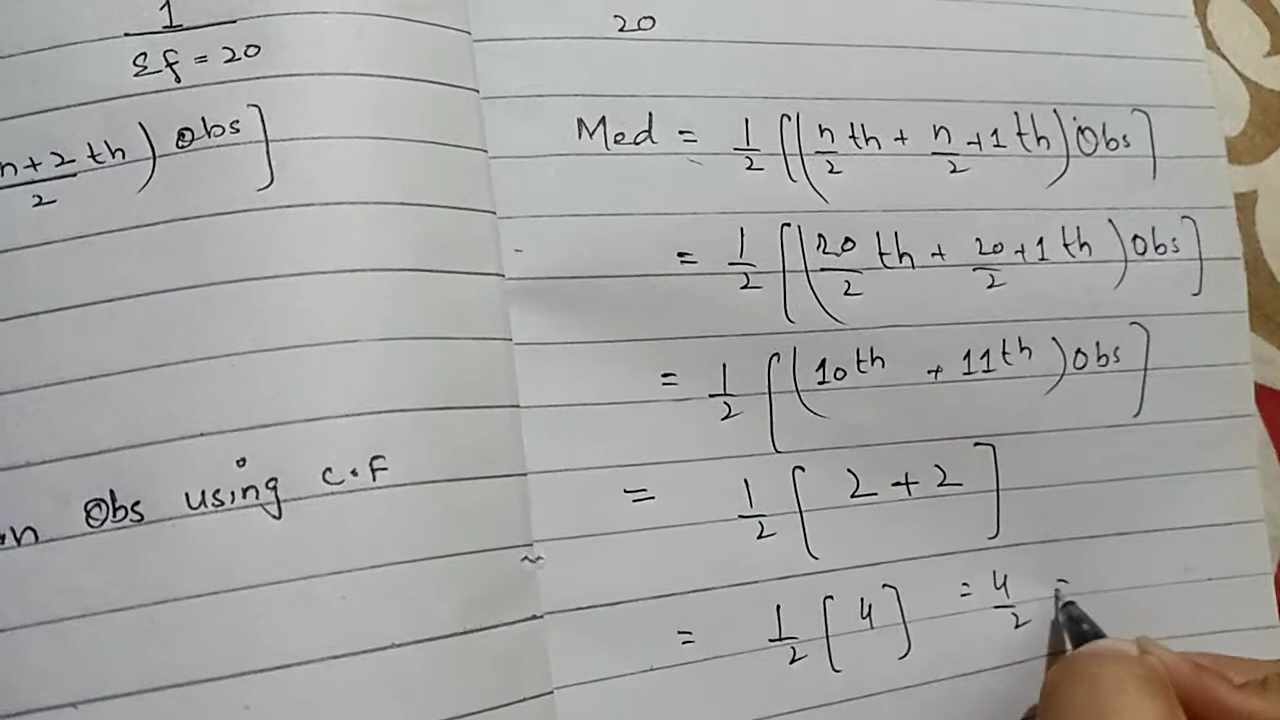 1
Σf = 20
n+2 th) Obs]
2
n Obs using C.F
20
Med = 1/2 [(n/2 th + n/2 +1 th) Obs]
= 1/2 [(20/2 th + 20/2 +1 th) Obs]
= 1/2 [(10th + 11th) Obs]
= 1/2 [2+2]
= 1/2 [4] = 4/2 =